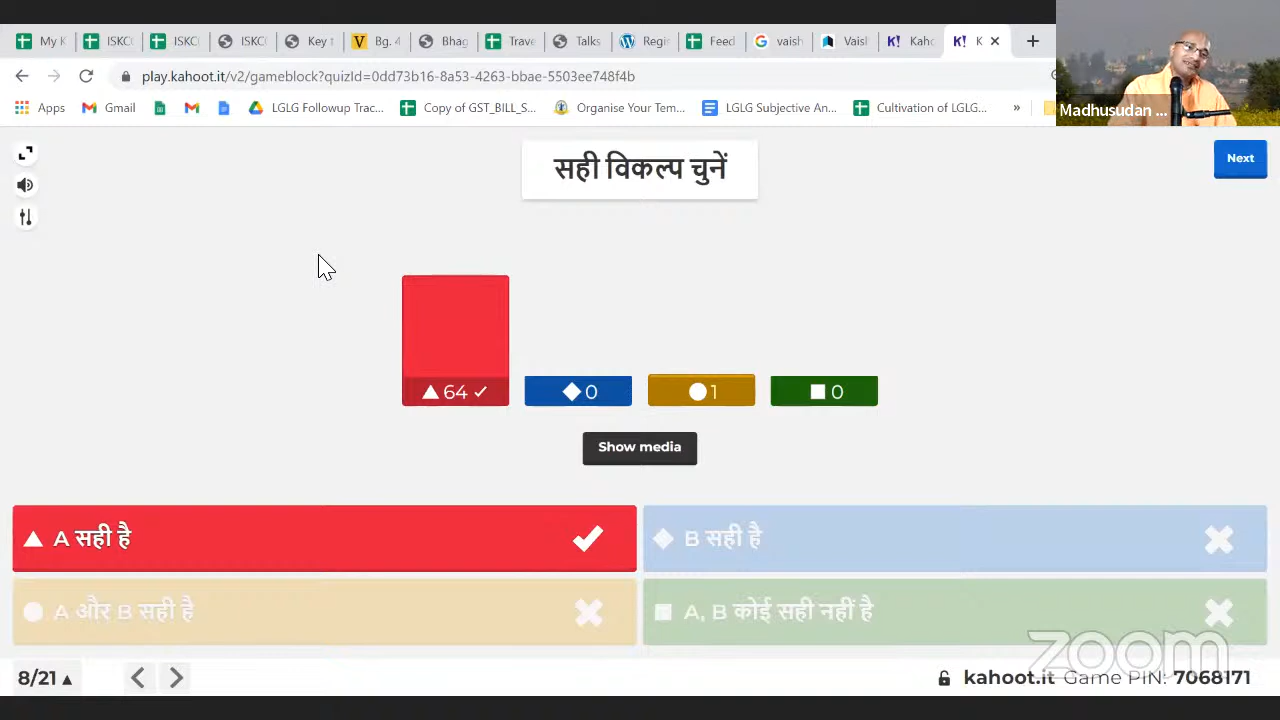 My K
ISKC
ISKC
ISKC
Key t
Bg. 4
Bhag
Trave
Talks
Regis
Feed
vaish
Vaish
Kaho
K
play.kahoot.it/v2/gameblock?quizId=0dd73b16-8a53-4263-bbae-5503ee748f4b
Apps
Gmail
LGLG Followup Trac...
Copy of GST_BILL_S...
Organise Your Tem...
LGLG Subjective An...
Cultivation of LGLG...
»
Madhusudan ...
सही विकल्प चुनें
Next
64
0
1
0
Show media
A सही है
B सही है
A और B सही है
A, B कोई सही नहीं है
zoom
8/21
kahoot.it Game PIN: 7068171